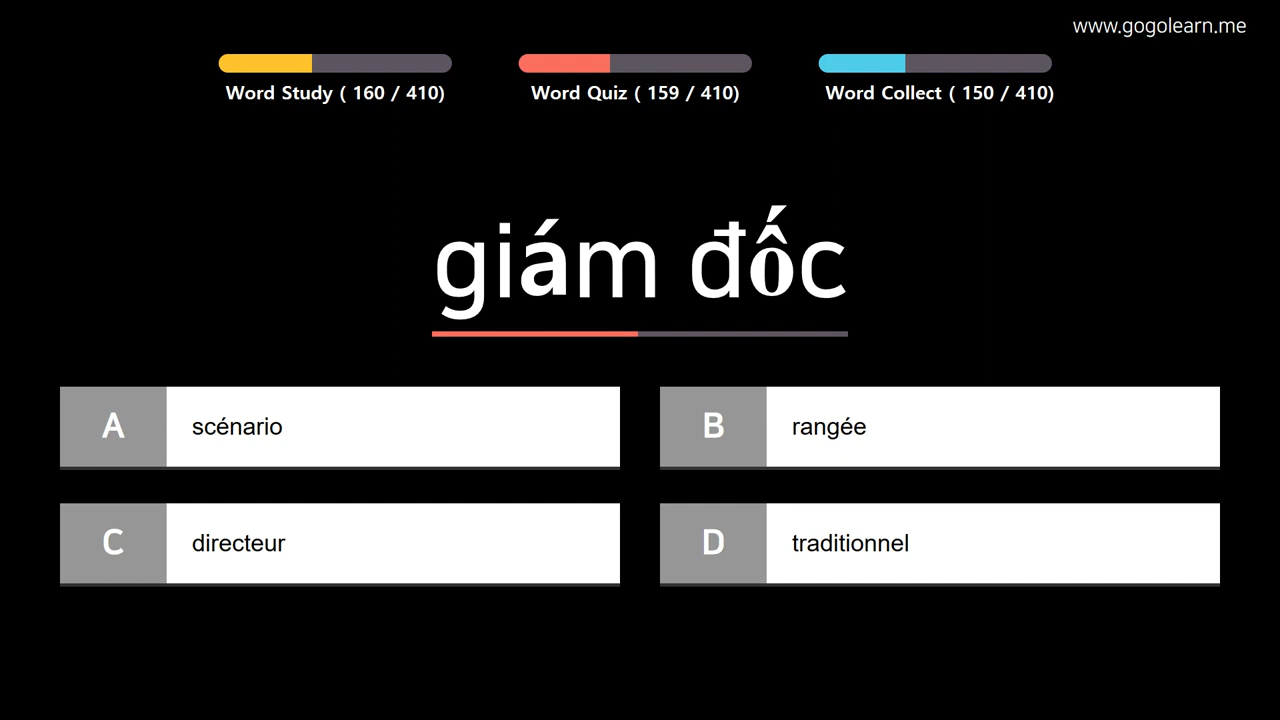 www.gogolearn.me
Word Study ( 160 / 410)
Word Quiz ( 159 / 410)
Word Collect ( 150 / 410)
giám đốc
A scénario
B rangée
C directeur
D traditionnel